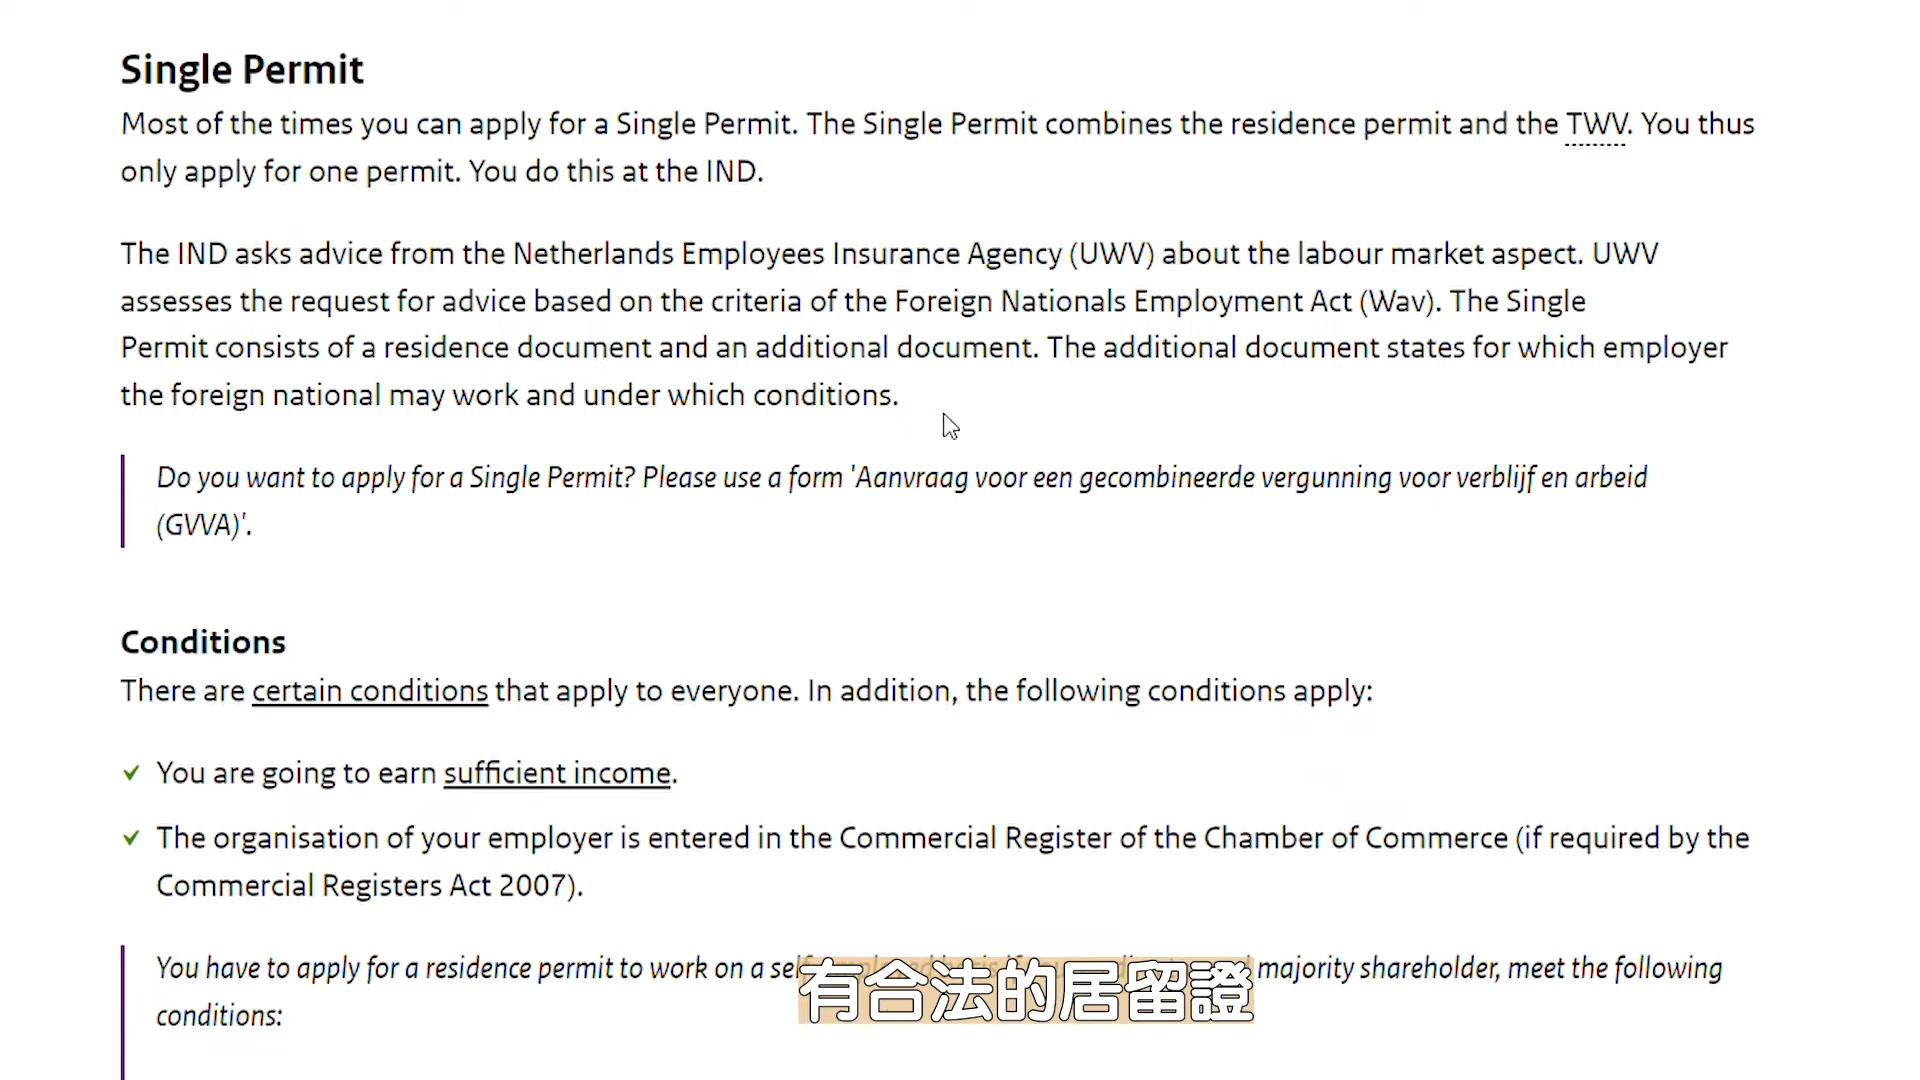 Single Permit
Most of the times you can apply for a Single Permit. The Single Permit combines the residence permit and the TWV. You thus
only apply for one permit. You do this at the IND.
The IND asks advice from the Netherlands Employees Insurance Agency (UWV) about the labour market aspect. UWV
assesses the request for advice based on the criteria of the Foreign Nationals Employment Act (Wav). The Single
Permit consists of a residence document and an additional document. The additional document states for which employer
the foreign national may work and under which conditions.
Do you want to apply for a Single Permit? Please use a form 'Aanvraag voor een gecombineerde vergunning voor verblijf en arbeid
(GVVA)'.
Conditions
There are certain conditions that apply to everyone. In addition, the following conditions apply:
You are going to earn sufficient income.
The organisation of your employer is entered in the Commercial Register of the Chamber of Commerce (if required by the
Commercial Registers Act 2007).
You have to apply for a residence permit to work on a majority shareholder, meet the following
conditions:
有合法的居留證